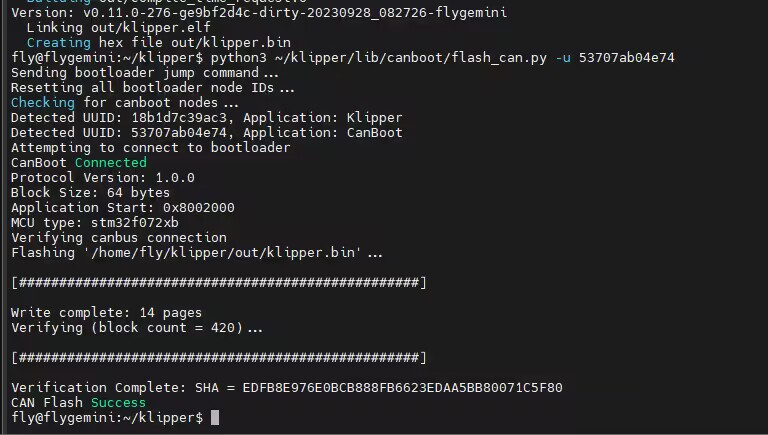 Version: v0.11.0-276-ge9bf2d4c-dirty-20230928_082726-flygemini
Linking out/klipper.elf
Creating hex file out/klipper.bin
fly@flygemini:~/klipper$ python3 ~/klipper/lib/canboot/flash_can.py -u 53707ab04e74
Sending bootloader jump command...
Resetting all bootloader node IDs...
Checking for canboot nodes...
Detected UUID: 18b1d7c39ac3, Application: Klipper
Detected UUID: 53707ab04e74, Application: CanBoot
Attempting to connect to bootloader
CanBoot Connected
Protocol Version: 1.0.0
Block Size: 64 bytes
Application Start: 0x8002000
MCU type: stm32f072xb
Verifying canbus connection
Flashing '/home/fly/klipper/out/klipper.bin'...
[##################################################]
Write complete: 14 pages
Verifying (block count = 420)...
[##################################################]
Verification Complete: SHA = EDFB8E976E0BCB888FB6623EDAA5BB80071C5F80
CAN Flash Success
fly@flygemini:~/klipper$